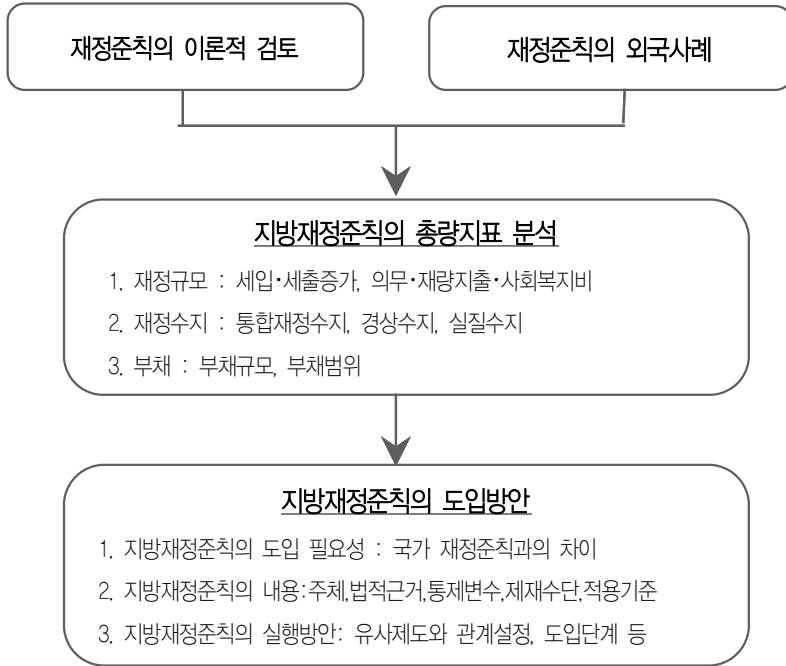 재정준칙의 이론적 검토
재정준칙의 외국사례
지방재정준칙의 총량지표 분석
1. 재정규모 : 세입･세출증가, 의무･재량지출･사회복지비
2. 재정수지 : 통합재정수지, 경상수지, 실질수지
3. 부채 : 부채규모, 부채범위
지방재정준칙의 도입방안
1. 지방재정준칙의 도입 필요성 : 국가 재정준칙과의 차이
2. 지방재정준칙의 내용:주체,법적근거,통제변수,제재수단,적용기준
3. 지방재정준칙의 실행방안: 유사제도와 관계설정, 도입단계 등